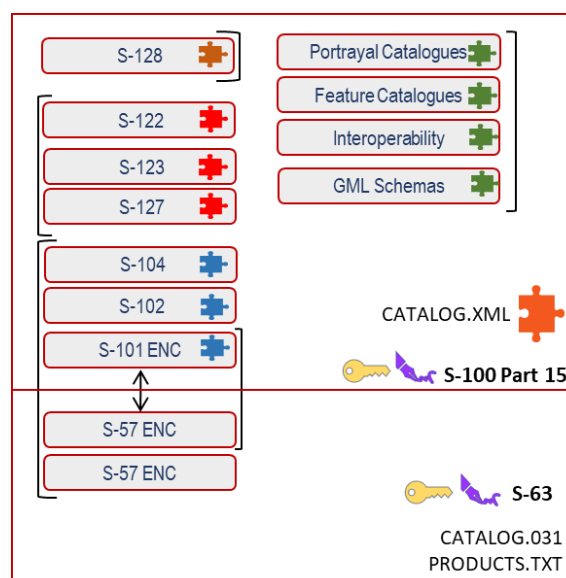 S-128
S-122
S-123
S-127
S-104
S-102
S-101 ENC
S-57 ENC
S-57 ENC
Portrayal Catalogues
Feature Catalogues
Interoperability
GML Schemas
CATALOG.XML
S-100 Part 15
S-63
CATALOG.031
PRODUCTS.TXT